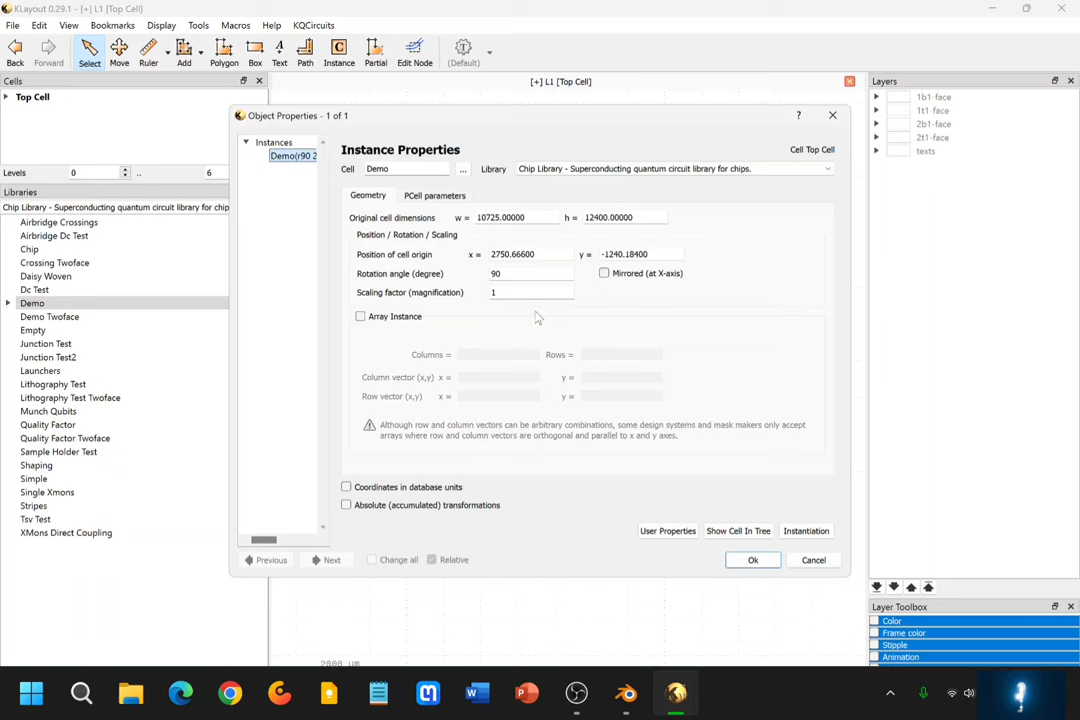 KLayout 0.29.1 - [+] L1 [Top Cell]
File Edit View Bookmarks Display Tools Macros Help KQCircuits
Back Forward Select Move Ruler Add Polygon Box Text Path Instance Partial Edit Node (Default)
Cells
[+] L1 [Top Cell]
Layers
Top Cell
Levels 0 .. 6
Libraries
Chip Library - Superconducting quantum circuit library for chip
Airbridge Crossings
Airbridge Dc Test
Chip
Crossing Twoface
Daisy Woven
Dc Test
Demo
Demo Twoface
Empty
Junction Test
Junction Test2
Launchers
Lithography Test
Lithography Test Twoface
Munch Qubits
Quality Factor
Quality Factor Twoface
Sample Holder Test
Shaping
Simple
Single Xmons
Stripes
Tsv Test
XMons Direct Coupling
Object Properties - 1 of 1
?
Instances
Demo(r90 2
Instance Properties
Cell Top Cell
Cell Demo ... Library Chip Library - Superconducting quantum circuit library for chips.
Geometry PCell parameters
Original cell dimensions w = 10725.00000 h = 12400.00000
Position / Rotation / Scaling
Position of cell origin x = 2750.66600 y = -1240.18400
Rotation angle (degree) 90 Mirrored (at X-axis)
Scaling factor (magnification) 1
Array Instance
Columns = Rows =
Column vector (x,y) x = y =
Row vector (x,y) x = y =
Although row and column vectors can be arbitrary combinations, some design systems and mask makers only accept
arrays where row and column vectors are orthogonal and parallel to x and y axes.
Coordinates in database units
Absolute (accumulated) transformations
User Properties Show Cell In Tree Instantiation
Previous Next Change all Relative Ok Cancel
2000 µm
1b1-face
1t1-face
2b1-face
2t1-face
texts
Layer Toolbox
Color
Frame color
Stipple
Animation